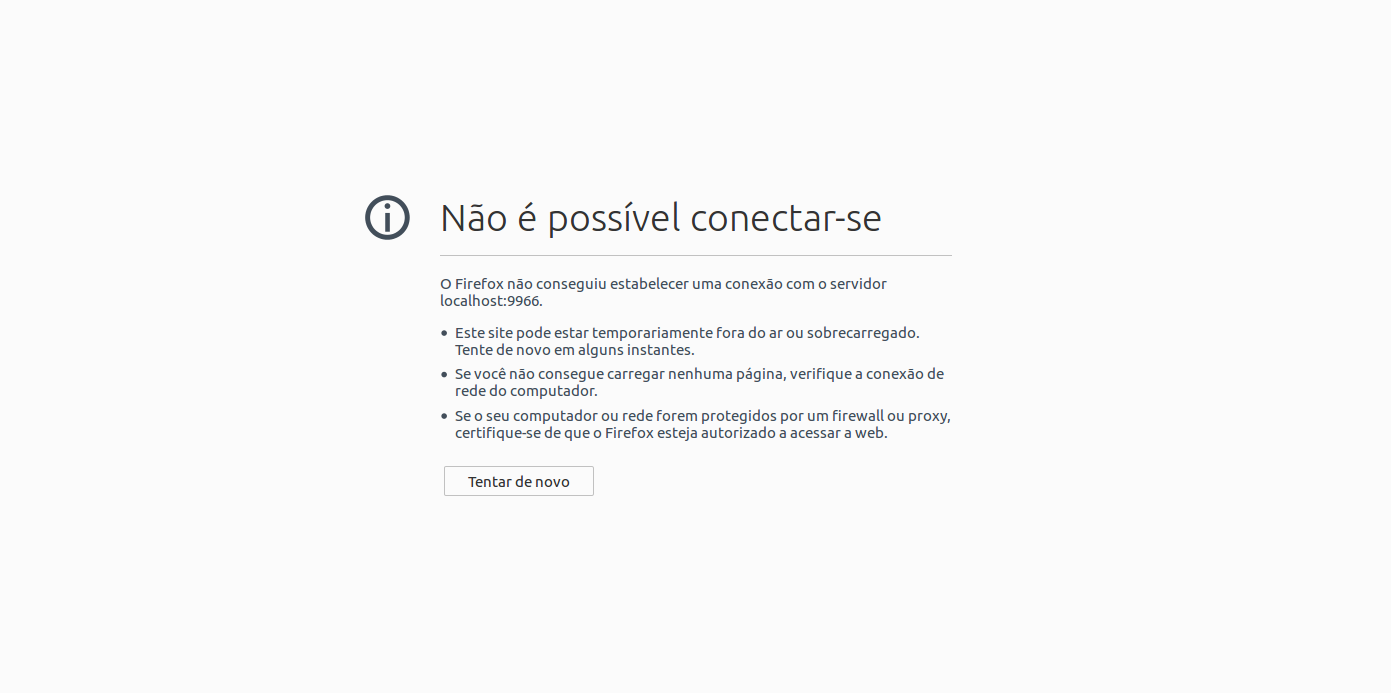 Não é possível conectar-se
O Firefox não conseguiu estabelecer uma conexão com o servidor
localhost:9966.
• Este site pode estar temporariamente fora do ar ou sobrecarregado.
Tente de novo em alguns instantes.
• Se você não consegue carregar nenhuma página, verifique a conexão de
rede do computador.
• Se o seu computador ou rede forem protegidos por um firewall ou proxy,
certifique-se de que o Firefox esteja autorizado a acessar a web.
Tentar de novo